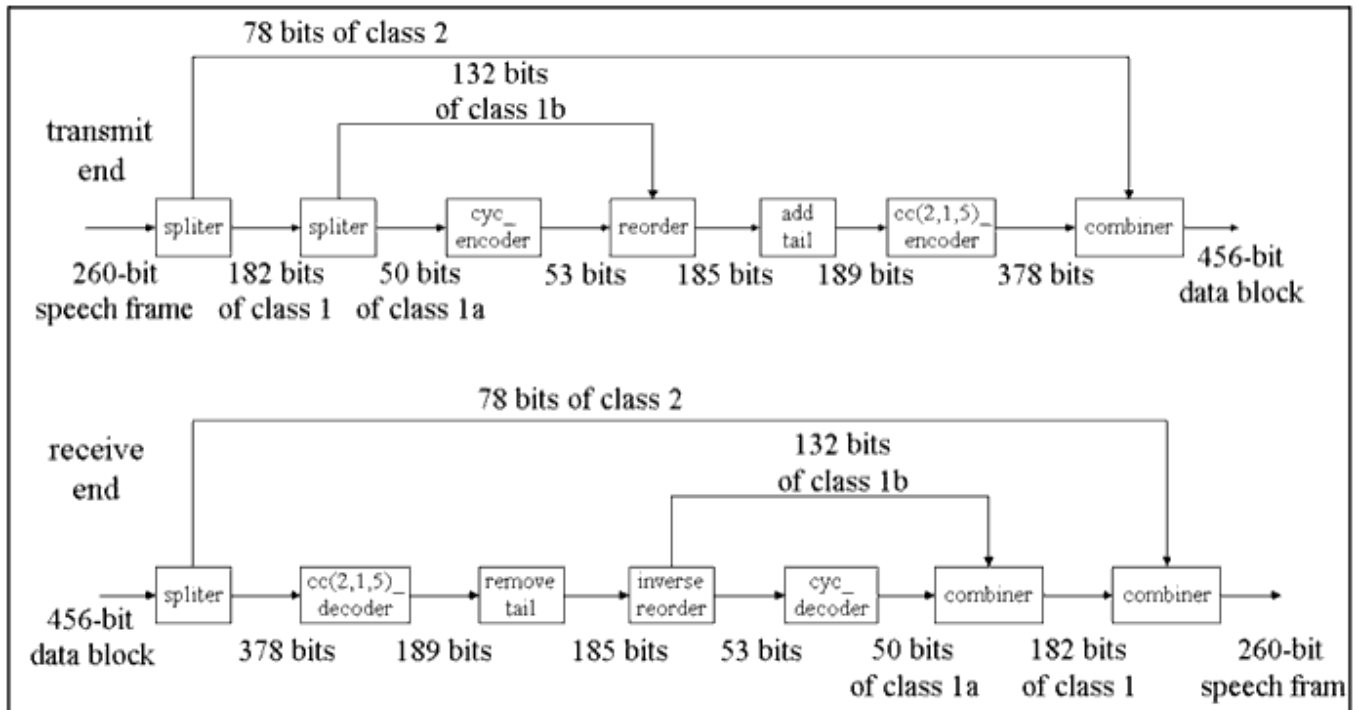 78 bits of class 2
132 bits
of class 1b
transmit
end
spliter
spliter
cyc_
encoder
reorder
add
tail
cc(2,1,5)_
encoder
combiner
260-bit
speech frame
182 bits
of class 1
50 bits
of class 1a
53 bits
185 bits
189 bits
378 bits
456-bit
data block
78 bits of class 2
132 bits
of class 1b
receive
end
spliter
cc(2,1,5)_
decoder
remove
tail
inverse
reorder
cyc_
decoder
combiner
combiner
456-bit
data block
378 bits
189 bits
185 bits
53 bits
50 bits
of class 1a
182 bits
of class 1
260-bit
speech fram